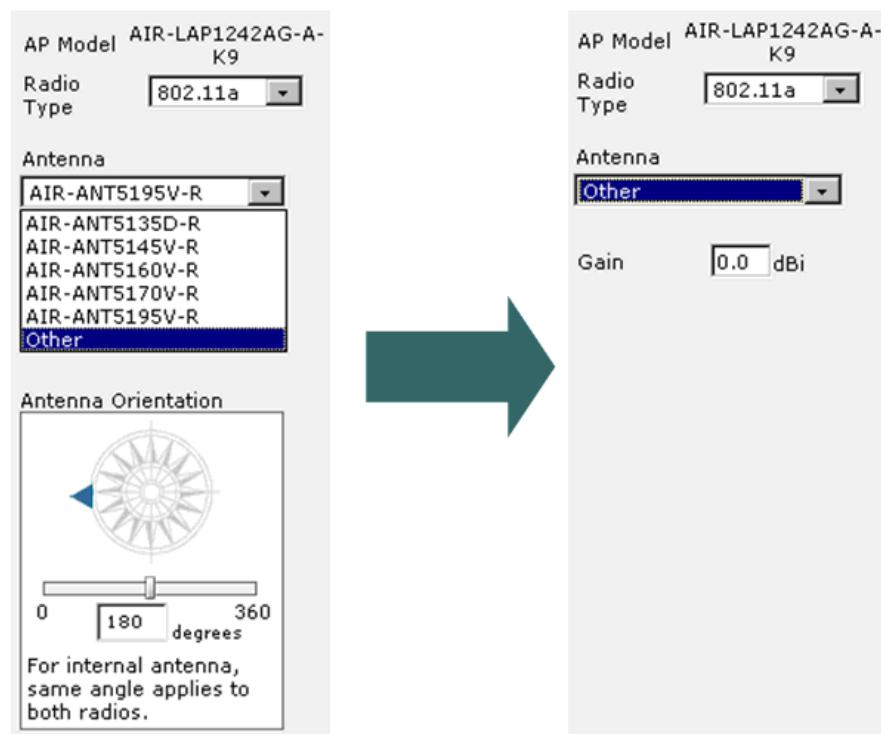 AP Model AIR-LAP1242AG-A-
K9
Radio
Type 802.11a
Antenna
AIR-ANT5195V-R
AIR-ANT5135D-R
AIR-ANT5145V-R
AIR-ANT5160V-R
AIR-ANT5170V-R
AIR-ANT5195V-R
Other
Antenna Orientation
0 360
180 degrees
For internal antenna,
same angle applies to
both radios.
AP Model AIR-LAP1242AG-A-
K9
Radio
Type 802.11a
Antenna
Other
Gain 0.0 dBi